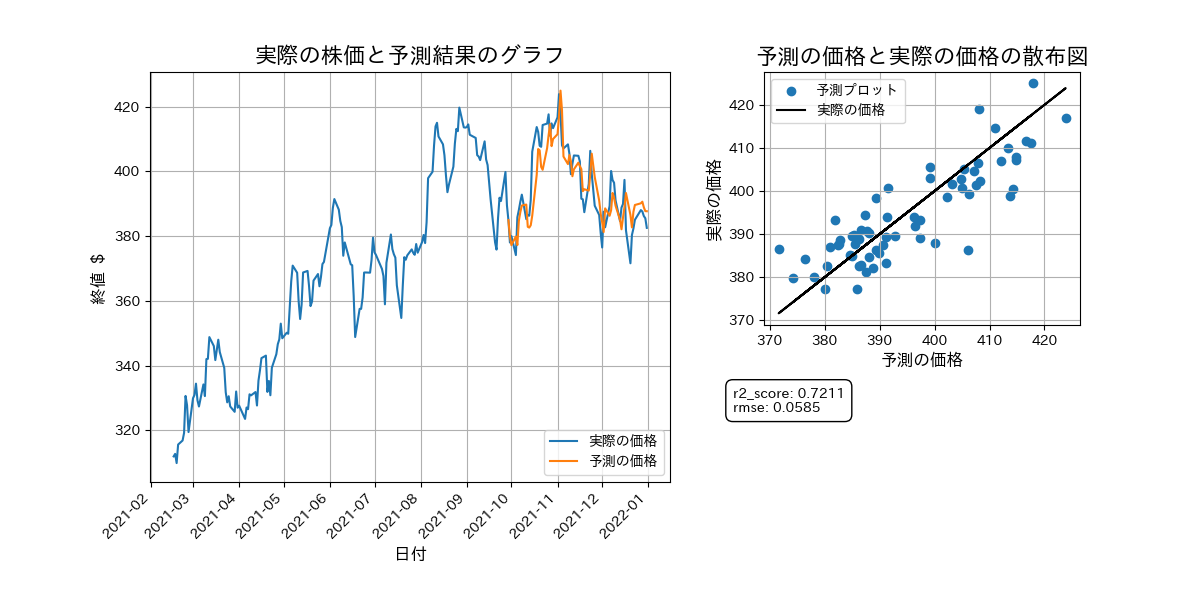 実際の株価と予測結果のグラフ
420
400
380
360
340
320
終値 $
2021-02
2021-03
2021-04
2021-05
2021-06
2021-07
2021-08
2021-09
2021-10
2021-11
2021-12
2022-01
日付
実際の価格
予測の価格
予測の価格と実際の価格の散布図
予測プロット
実際の価格
420
410
400
390
380
370
実際の価格
370
380
390
400
410
420
予測の価格
r2_score: 0.7211
rmse: 0.0585